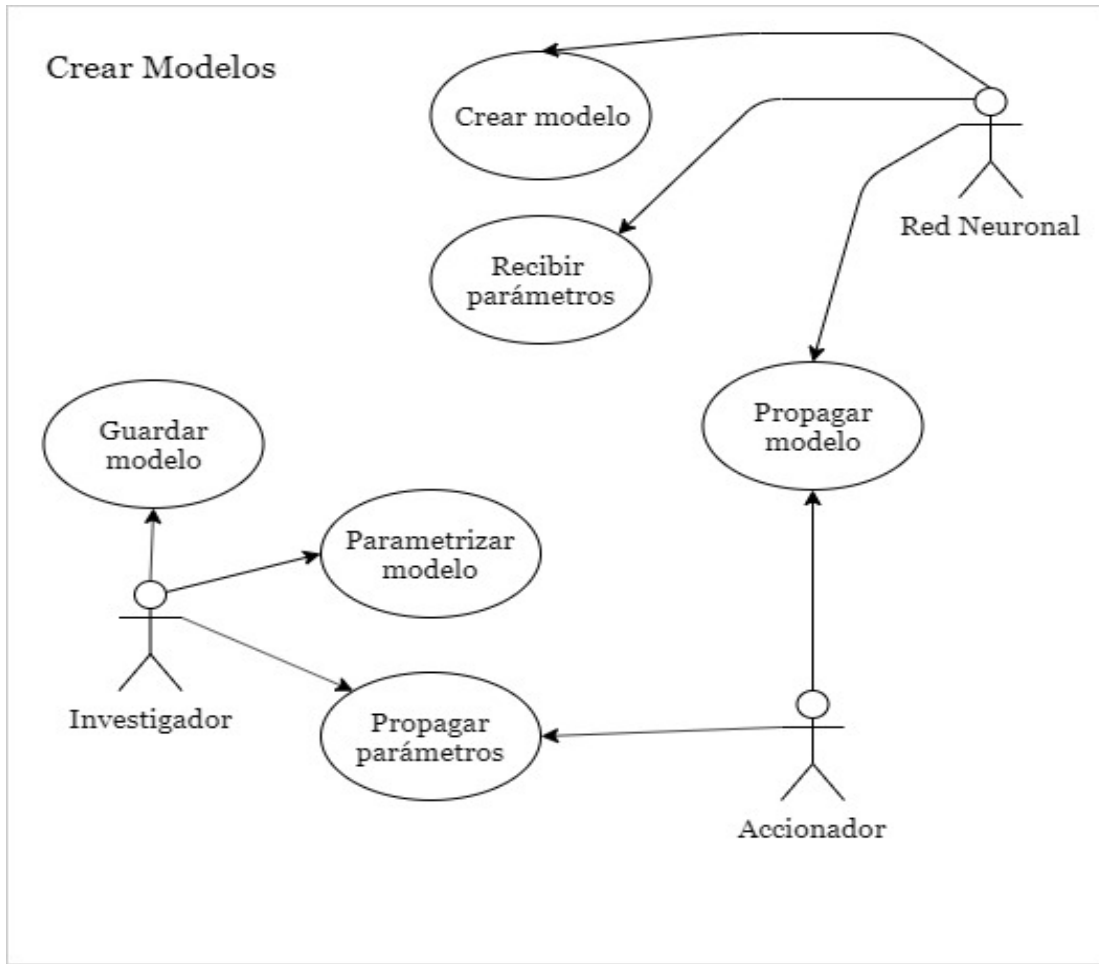 Crear Modelos
Crear modelo
Red Neuronal
Recibir
parámetros
Propagar
modelo
Guardar
modelo
Parametrizar
modelo
Investigador
Propagar
parámetros
Accionador